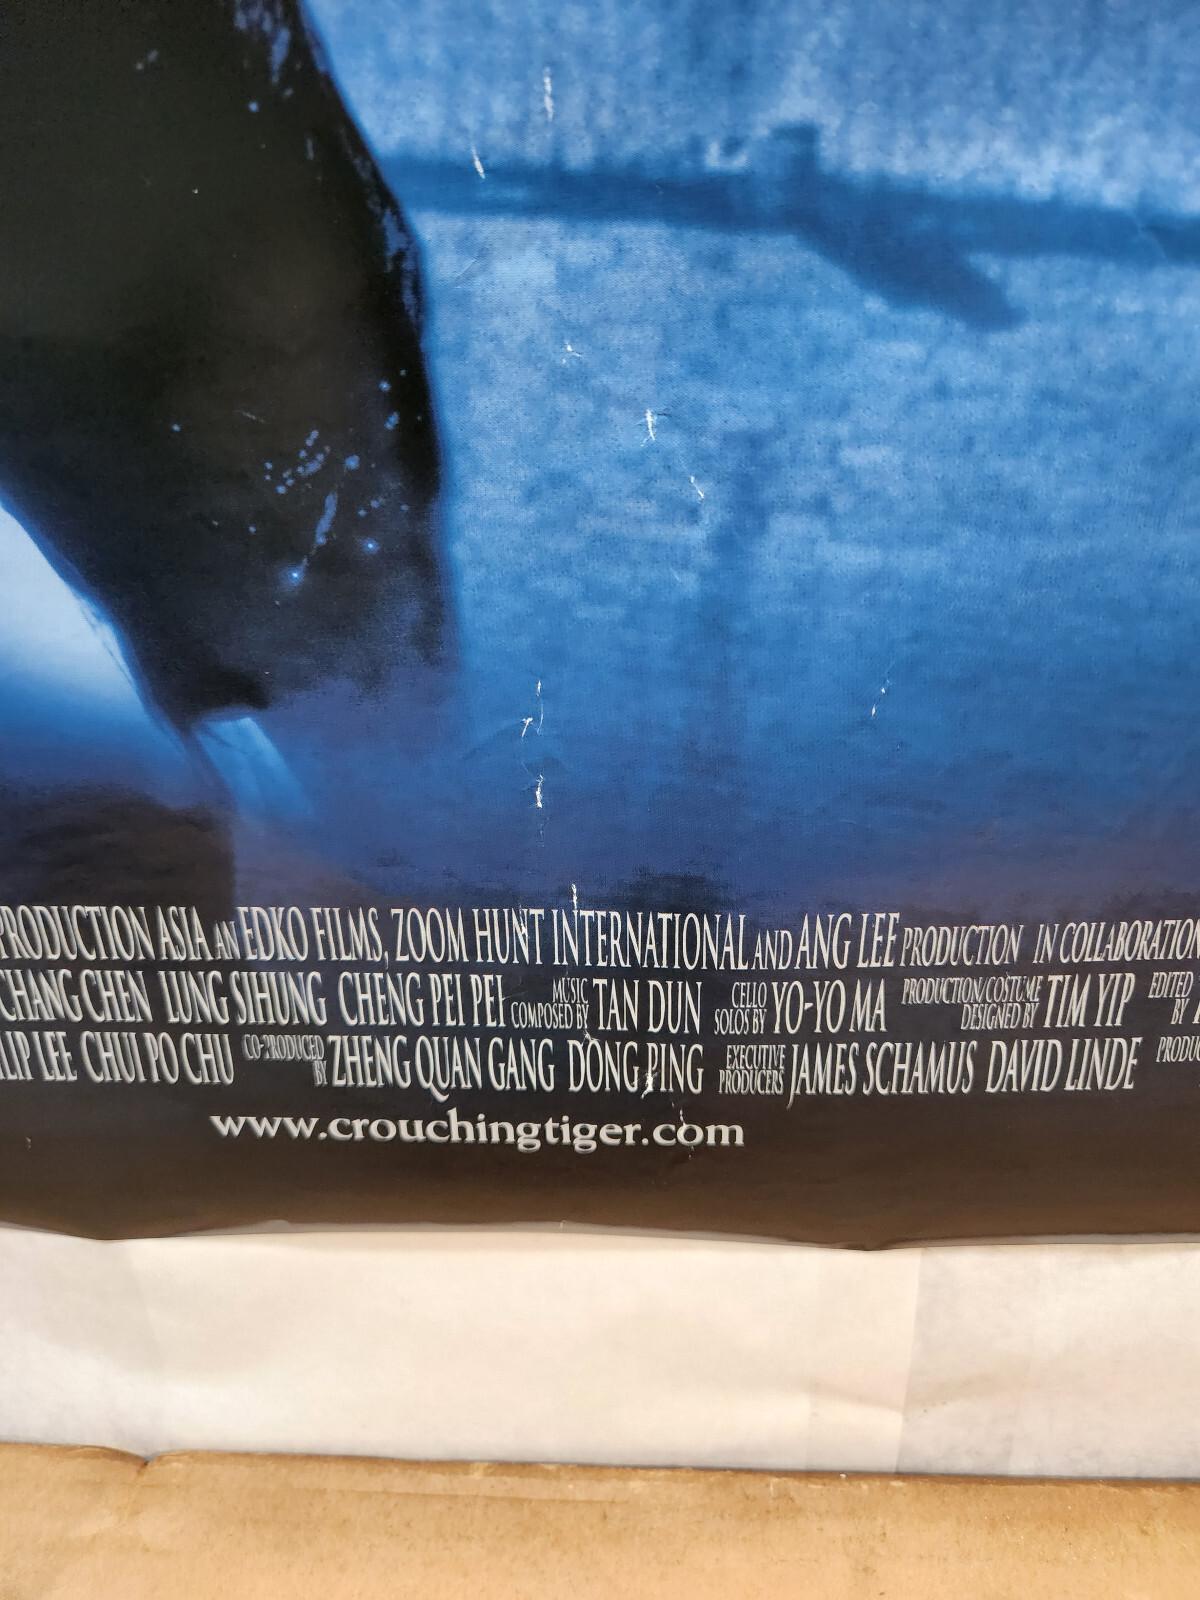 PRODUCTION ASIA AN EDKO FILMS, ZOOM HUNT INTERNATIONAL AND ANG LEE PRODUCTION IN COLLABORATION
CHANG CHEN LUNG SIHUNG CHENG PEI PEI MUSIC COMPOSED BY TAN DUN CELLO SOLOS BY YO-YO MA PRODUCTION/COSTUME DESIGNED BY TIM YIP EDITED BY
LIP LEE CHUI PO CHU CO-PRODUCED BY ZHENG QUAN GANG DONG PING EXECUTIVE PRODUCERS JAMES SCHAMUS DAVID LINDE PRODUC
www.crouchingtiger.com